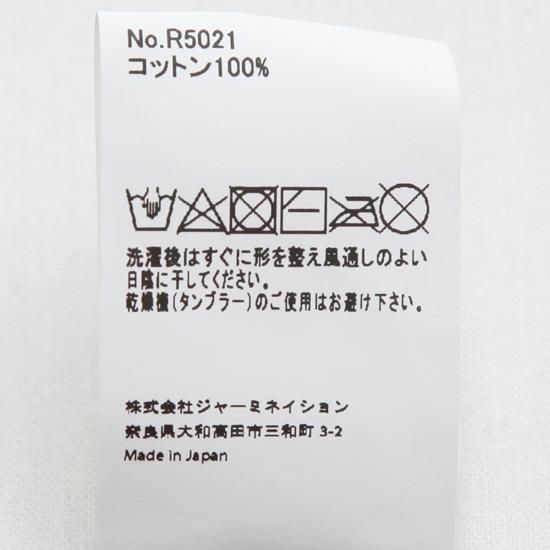 No.R5021
コットン100%
洗濯後はすぐに形を整え風通しのよい
日陰に干してください。
乾燥機(タンブラー)のご使用はお避け下さい。
株式会社ジャーミネイション
奈良県大和高田市三和町 3-2
Made in Japan